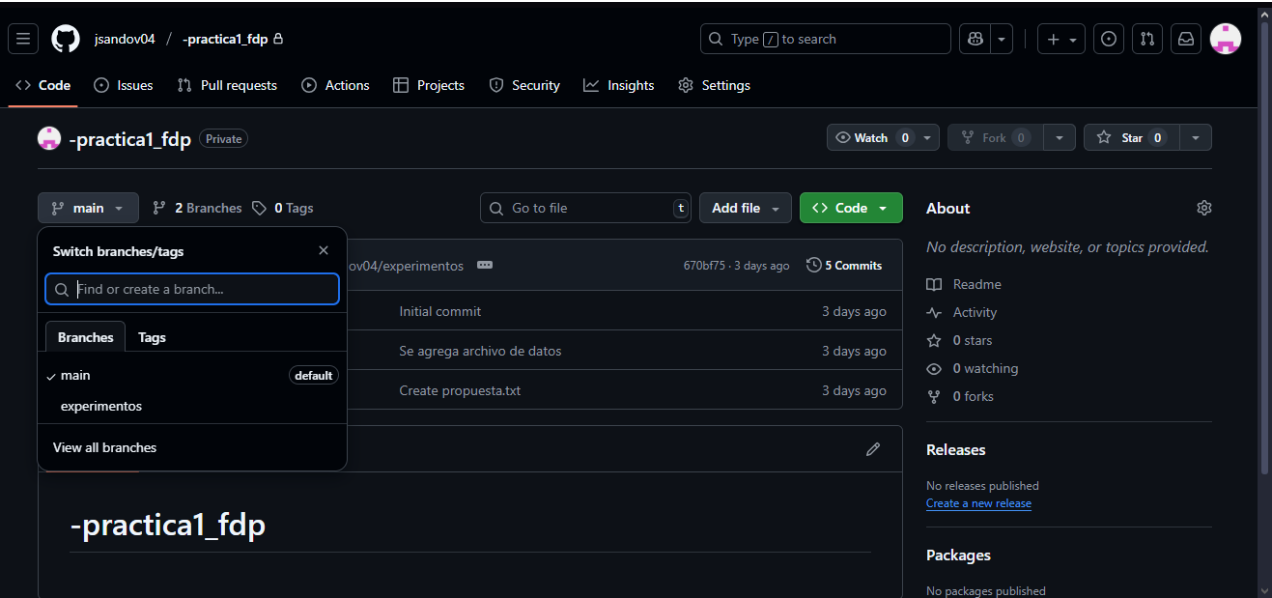 jsandov04 / -practica1_fdp
Type / to search
Code Issues Pull requests Actions Projects Security Insights Settings
-practica1_fdp Private
Watch 0 Fork 0 Star 0
main 2 Branches 0 Tags
Go to file t
Add file
Code
Switch branches/tags
Find or create a branch...
Branches Tags
main default
experimentos
View all branches
ov04/experimentos 670bf75 · 3 days ago 5 Commits
Initial commit 3 days ago
Se agrega archivo de datos 3 days ago
Create propuesta.txt 3 days ago
-practica1_fdp
About
No description, website, or topics provided.
Readme
Activity
0 stars
0 watching
0 forks
Releases
No releases published
Create a new release
Packages
No packages published